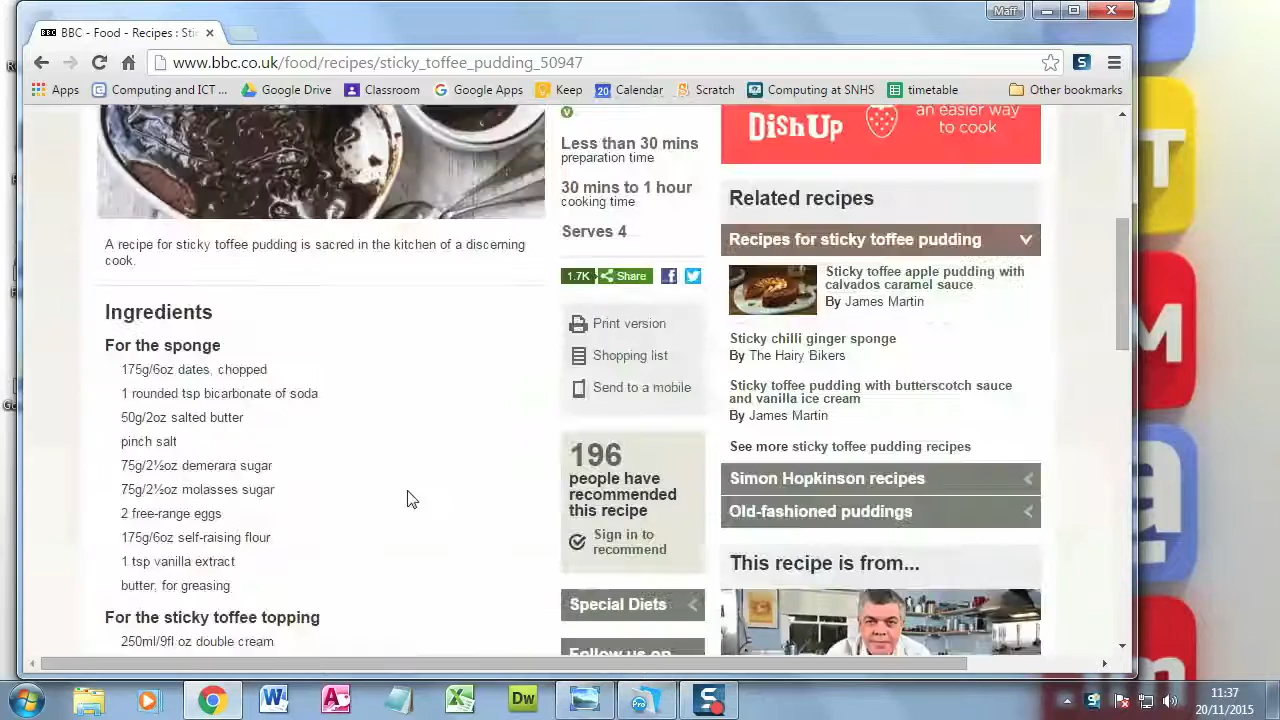 Maff
BBC - Food - Recipes : Sti
www.bbc.co.uk/food/recipes/sticky_toffee_pudding_50947
Apps
Computing and ICT ...
Google Drive
Classroom
Google Apps
Keep
20 Calendar
Scratch
Computing at SNHS
timetable
Other bookmarks
V
Less than 30 mins
preparation time
30 mins to 1 hour
cooking time
Serves 4
DISH UP
an easier way
to cook
A recipe for sticky toffee pudding is sacred in the kitchen of a discerning
cook.
1.7K Share
Ingredients
For the sponge
175g/6oz dates, chopped
1 rounded tsp bicarbonate of soda
50g/2oz salted butter
pinch salt
75g/2½oz demerara sugar
75g/2½oz molasses sugar
2 free-range eggs
175g/6oz self-raising flour
1 tsp vanilla extract
butter, for greasing
For the sticky toffee topping
250ml/9fl oz double cream
Print version
Shopping list
Send to a mobile
196
people have
recommended
this recipe
Sign in to
recommend
Special Diets
Follow us on
Related recipes
Recipes for sticky toffee pudding
Sticky toffee apple pudding with
calvados caramel sauce
By James Martin
Sticky chilli ginger sponge
By The Hairy Bikers
Sticky toffee pudding with butterscotch sauce
and vanilla ice cream
By James Martin
See more sticky toffee pudding recipes
Simon Hopkinson recipes
Old-fashioned puddings
This recipe is from...
Dw
Pro
11:37
20/11/2015